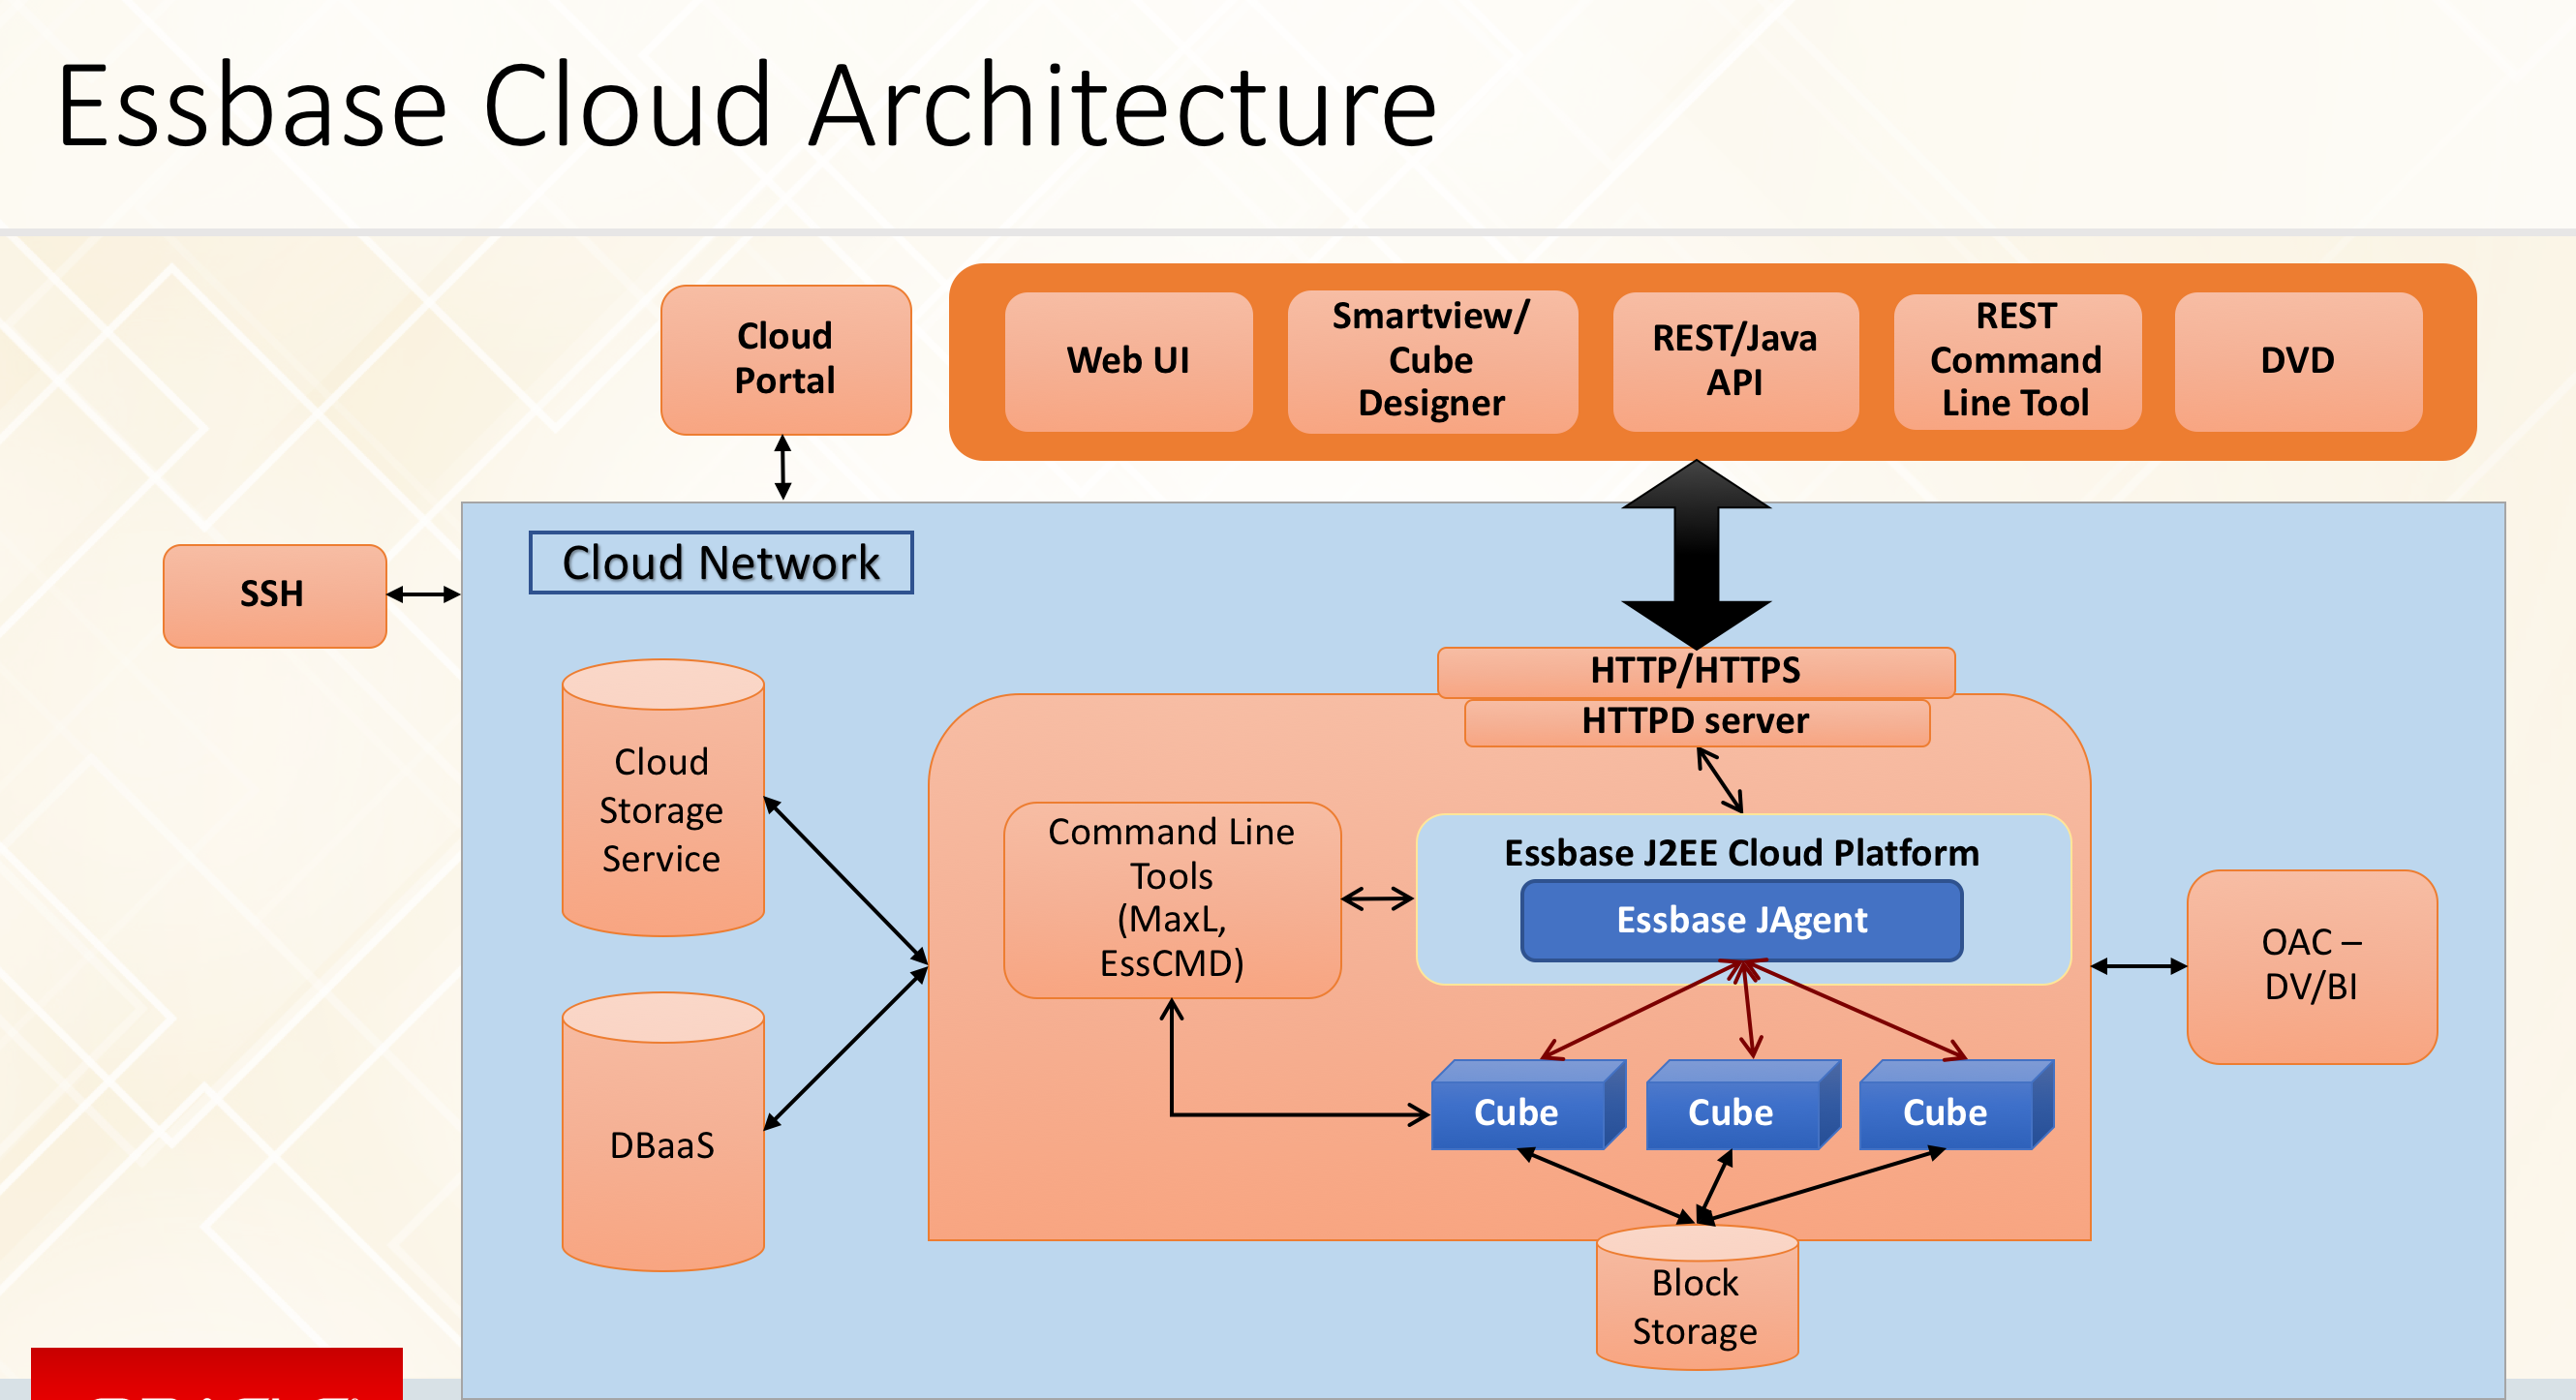 Essbase Cloud Architecture
Cloud
Portal
Web UI
Smartview/
Cube
Designer
REST/Java
API
REST
Command
Line Tool
DVD
SSH
Cloud Network
HTTP/HTTPS
HTTPD server
Cloud
Storage
Service
Command Line
Tools
(MaxL,
EssCMD)
Essbase J2EE Cloud Platform
Essbase JAgent
OAC –
DV/BI
DBaaS
Cube
Cube
Cube
Block
Storage